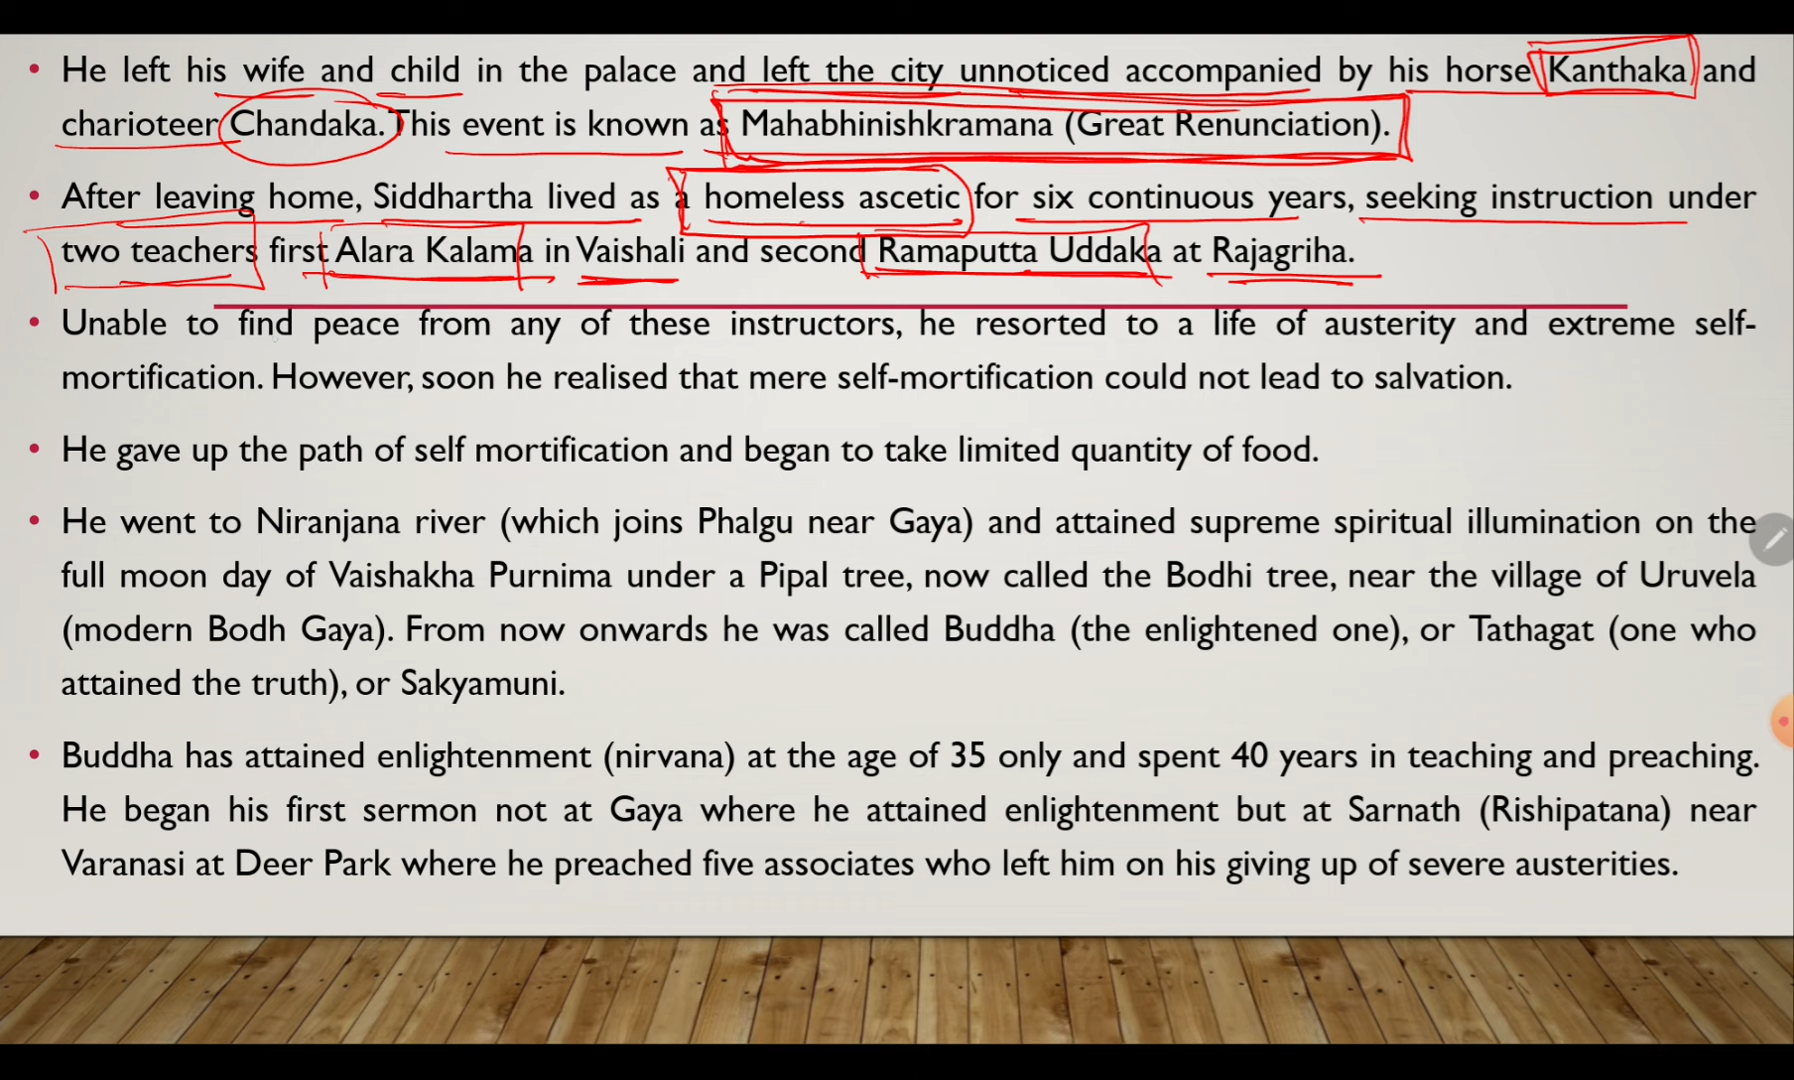 • He left his wife and child in the palace and left the city unnoticed accompanied by his horse Kanthaka and
charioteer Chandaka. This event is known as Mahabhinishkramana (Great Renunciation).
• After leaving home, Siddhartha lived as a homeless ascetic for six continuous years, seeking instruction under
two teachers first Alara Kalama in Vaishali and second Ramaputta Uddaka at Rajagriha.
• Unable to find peace from any of these instructors, he resorted to a life of austerity and extreme self-
mortification. However, soon he realised that mere self-mortification could not lead to salvation.
• He gave up the path of self mortification and began to take limited quantity of food.
• He went to Niranjana river (which joins Phalgu near Gaya) and attained supreme spiritual illumination on the
full moon day of Vaishakha Purnima under a Pipal tree, now called the Bodhi tree, near the village of Uruvela
(modern Bodh Gaya). From now onwards he was called Buddha (the enlightened one), or Tathagat (one who
attained the truth), or Sakyamuni.
• Buddha has attained enlightenment (nirvana) at the age of 35 only and spent 40 years in teaching and preaching.
He began his first sermon not at Gaya where he attained enlightenment but at Sarnath (Rishipatana) near
Varanasi at Deer Park where he preached five associates who left him on his giving up of severe austerities.